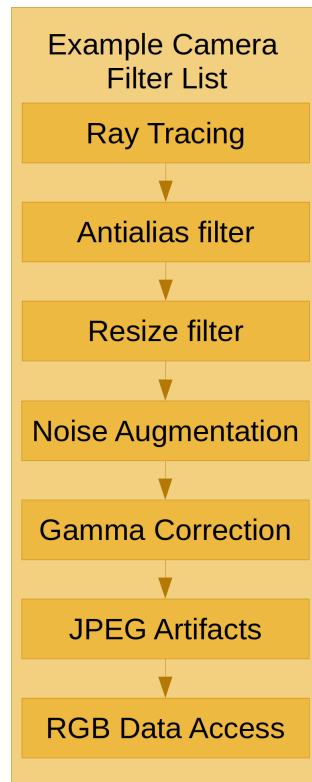 Example Camera
Filter List
Ray Tracing
Antialias filter
Resize filter
Noise Augmentation
Gamma Correction
JPEG Artifacts
RGB Data Access